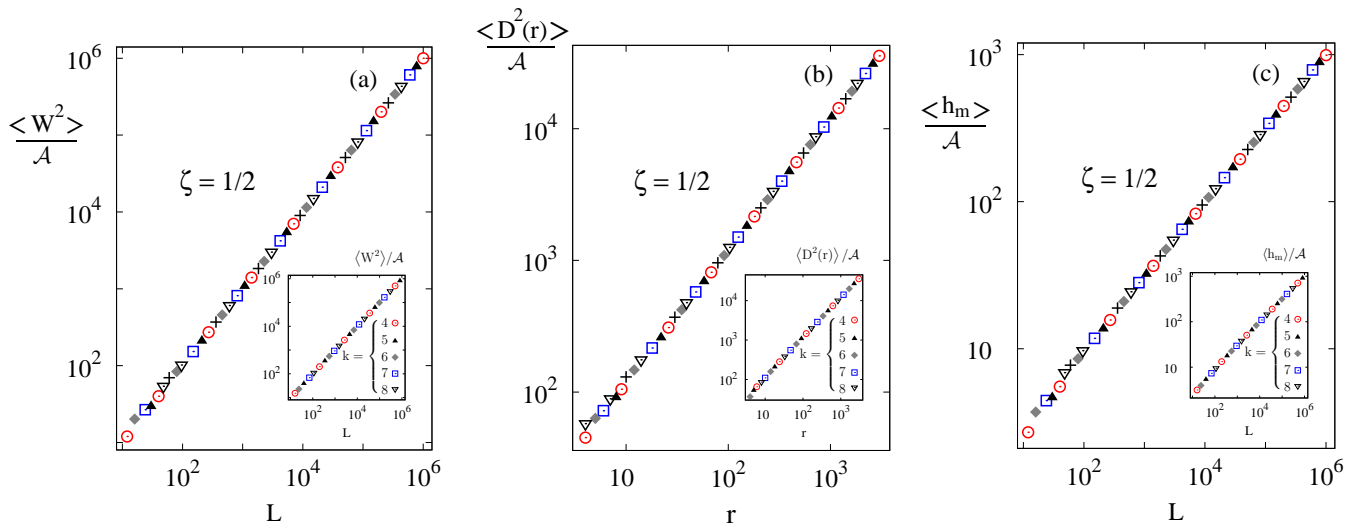 (a)
<W²>
𝒜
ζ = 1/2
10⁶
10⁴
10²
10²
10⁴
10⁶
L
⟨W²⟩/𝒜
10⁶
10⁴
10²
k =
4
5
6
7
8
10²
10⁴
10⁶
L
(b)
<D²(r)>
𝒜
ζ = 1/2
10⁴
10³
10²
10
10²
10³
r
⟨D²(r)⟩/𝒜
10⁴
10³
10²
k =
4
5
6
7
8
10
10²
10³
r
(c)
<hₘ>
𝒜
ζ = 1/2
10³
10²
10
10²
10⁴
10⁶
L
⟨hₘ⟩/𝒜
10³
10²
10
k =
4
5
6
7
8
10²
10⁴
10⁶
L